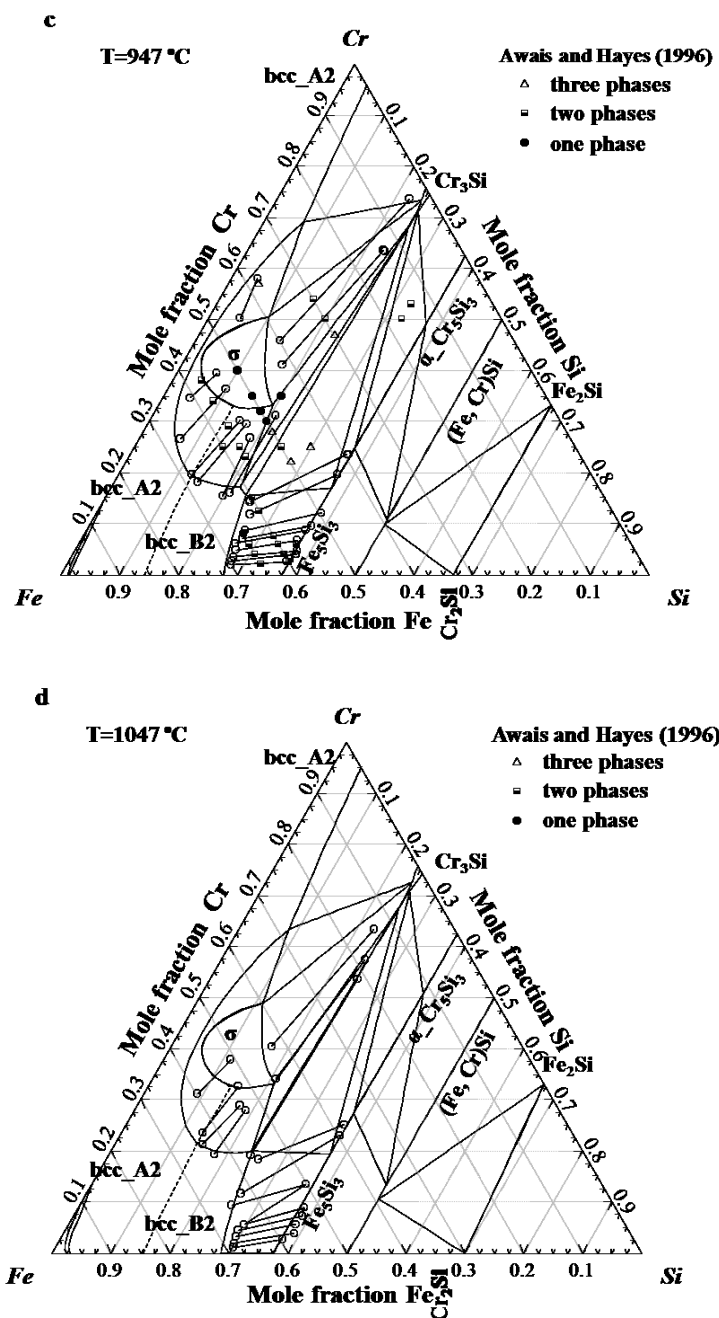 c
T=947 °C
Cr
Awais and Hayes (1996)
three phases
two phases
one phase
bcc_A2
0.9
0.8
0.7
0.6
0.5
0.4
0.3
0.2
0.1
Mole fraction Cr
0.1
0.2
0.3
0.4
0.5
0.6
0.7
0.8
0.9
Cr3Si
Mole fraction Si
Fe2Si
σ
α_Cr5Si3
(Fe, Cr)Si
bcc_A2
bcc_B2
Fe5Si3
Fe
0.9
0.8
0.7
0.6
0.5
0.4
0.3
0.2
0.1
Si
Mole fraction Fe
Cr2Si
d
T=1047 °C
Cr
Awais and Hayes (1996)
three phases
two phases
one phase
bcc_A2
0.9
0.8
0.7
0.6
0.5
0.4
0.3
0.2
0.1
Mole fraction Cr
0.1
0.2
0.3
0.4
0.5
0.6
0.7
0.8
0.9
Cr3Si
Mole fraction Si
Fe2Si
σ
α_Cr5Si3
(Fe, Cr)Si
bcc_A2
bcc_B2
Fe5Si3
Fe
0.9
0.8
0.7
0.6
0.5
0.4
0.3
0.2
0.1
Si
Mole fraction Fe
Cr2Si